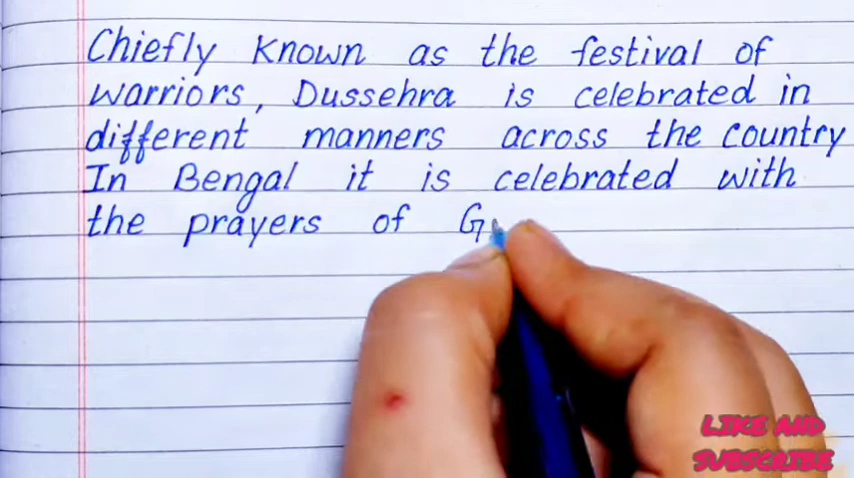 Chiefly Known as the festival of
warriors, Dussehra is celebrated in
different manners across the country
In Bengal it is celebrated with
the prayers of G
LIKE AND
SUBSCRIBE